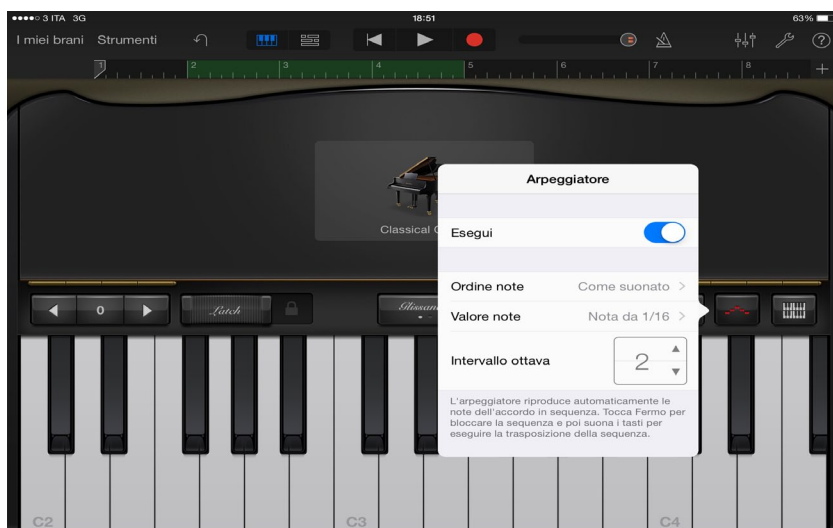 3 ITA 3G 18:51 63%
I miei brani Strumenti
1 2 3 4 5 6 7 8 +
Classical
Arpeggiatore
Esegui
Ordine note Come suonato >
Valore note Nota da 1/16 >
Intervallo ottava 2
L'arpeggiatore riproduce automaticamente le
note dell'accordo in sequenza. Tocca Fermo per
bloccare la sequenza e poi suona i tasti per
eseguire la trasposizione della sequenza.
0 Latch
C2 C3 C4